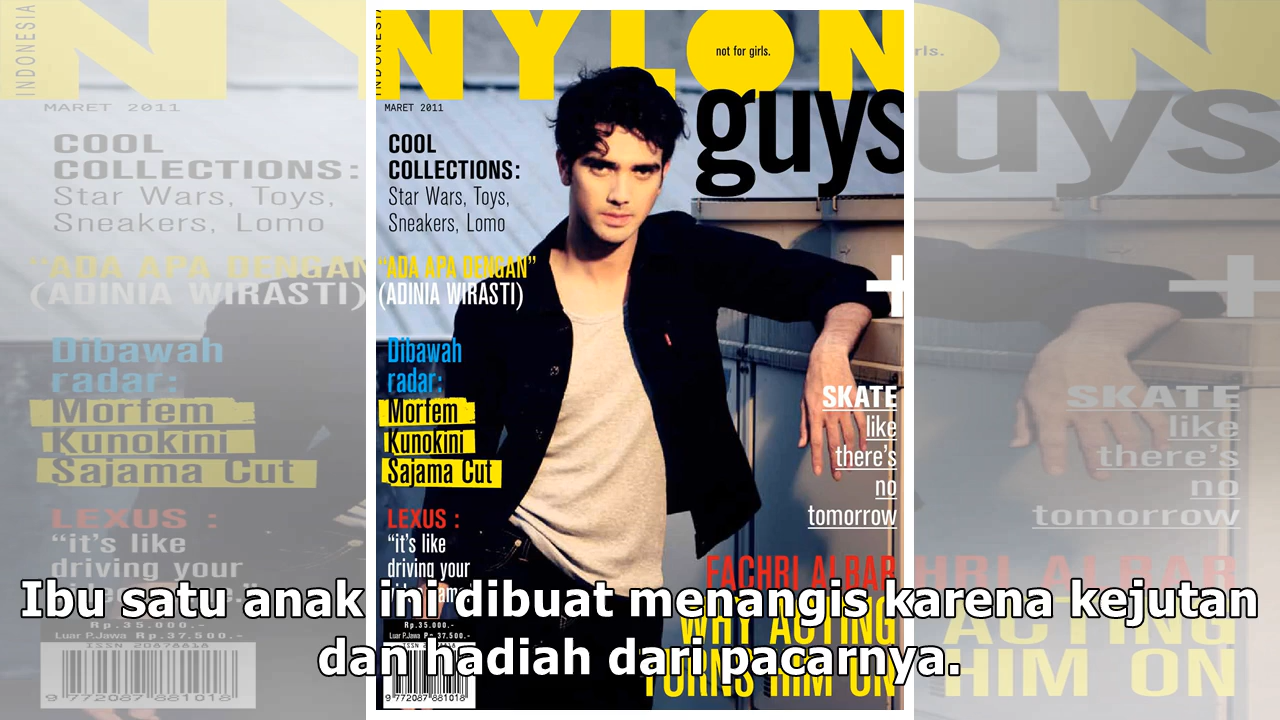 INDONESIA
NYLON
not for girls.
guys
MARET 2011
COOL
COLLECTIONS:
Star Wars, Toys,
Sneakers, Lomo
“ADA APA DENGAN”
(ADINIA WIRASTI)
+
Dibawah
radar:
Morfem
Kunokini
Sajama Cut
SKATE
like
there's
no
tomorrow
LEXUS :
“it's like
driving your
FACHRI ALBAR
WHY ACTING
TURNS HIM ON
Rp.35.000.-
Luar P.Jawa Rp.37.500.-
ISSN 20876618
9 772087 881018
Ibu satu anak ini dibuat menangis karena kejutan
dan hadiah dari pacarnya.